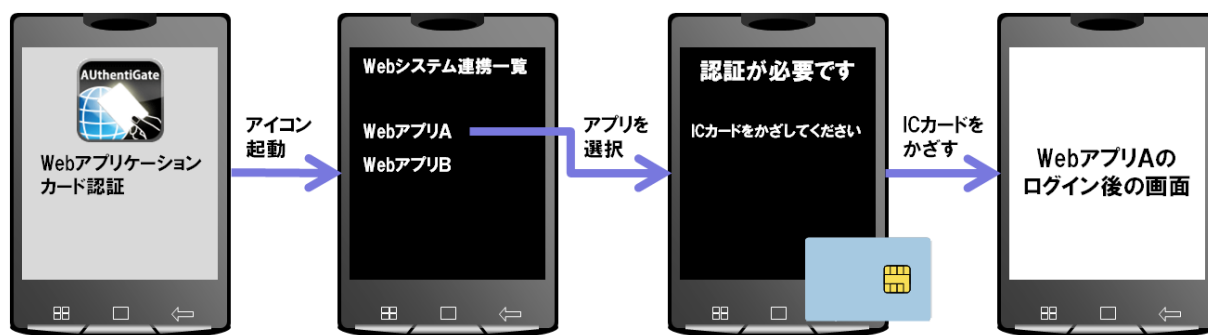 AUthentiGate
Webアプリケーション
カード認証
アイコン
起動
Webシステム連携一覧
WebアプリA
WebアプリB
アプリを
選択
認証が必要です
ICカードをかざしてください
ICカードを
かざす
WebアプリAの
ログイン後の画面